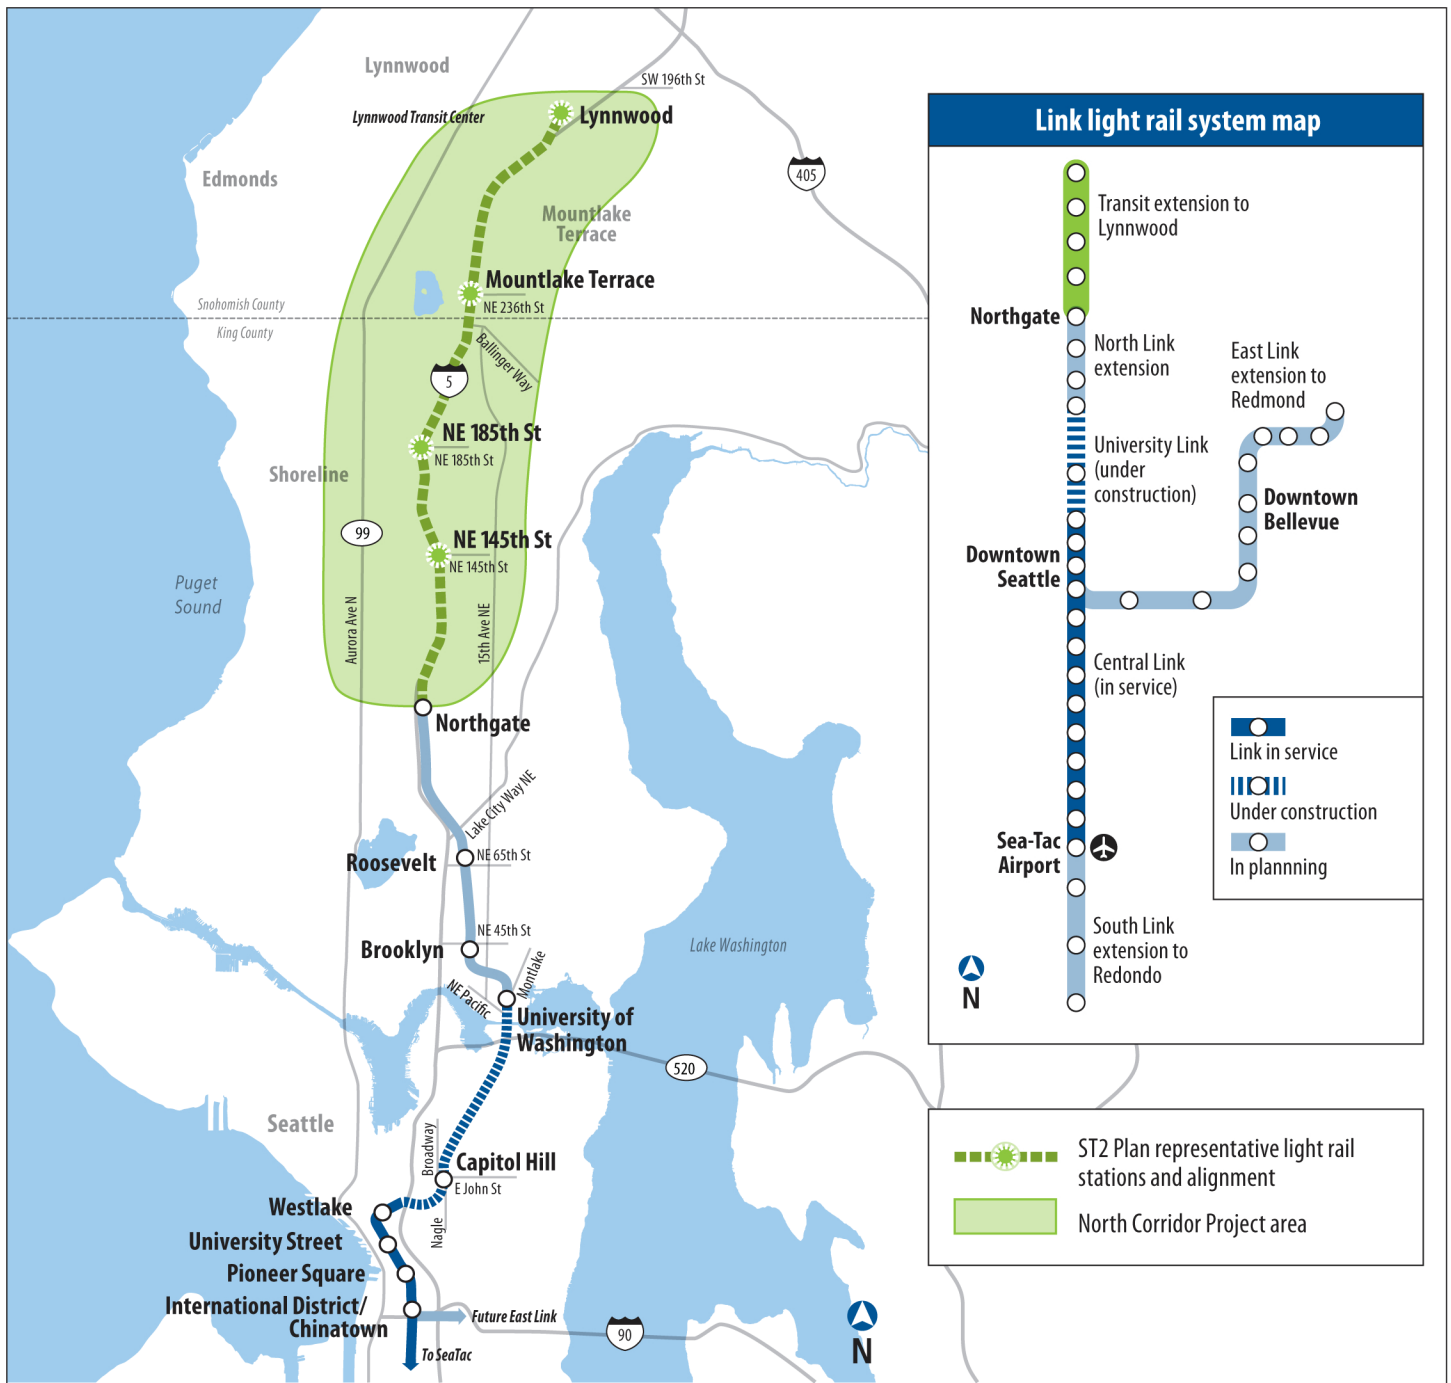 Lynnwood
SW 196th St
Lynnwood Transit Center
Lynnwood
405
Edmonds
Mountlake
Terrace
Mountlake Terrace
NE 236th St
Snohomish County
King County
Ballinger Way
5
NE 185th St
NE 185th St
Shoreline
99
NE 145th St
NE 145th St
Puget
Sound
Aurora Ave N
15th Ave NE
Northgate
Lake City Way NE
Roosevelt
NE 65th St
Brooklyn
NE 45th St
Montlake
NE Pacific
Lake Washington
University of
Washington
520
Seattle
Broadway
Capitol Hill
E John St
Nagle
Westlake
University Street
Pioneer Square
International District/
Chinatown
Future East Link
To SeaTac
90
N
Link light rail system map
Transit extension to
Lynnwood
Northgate
North Link
extension
East Link
extension to
Redmond
University Link
(under
construction)
Downtown
Bellevue
Downtown
Seattle
Central Link
(in service)
Sea-Tac
Airport
South Link
extension to
Redondo
N
Link in service
Under construction
In plannning
ST2 Plan representative light rail
stations and alignment
North Corridor Project area